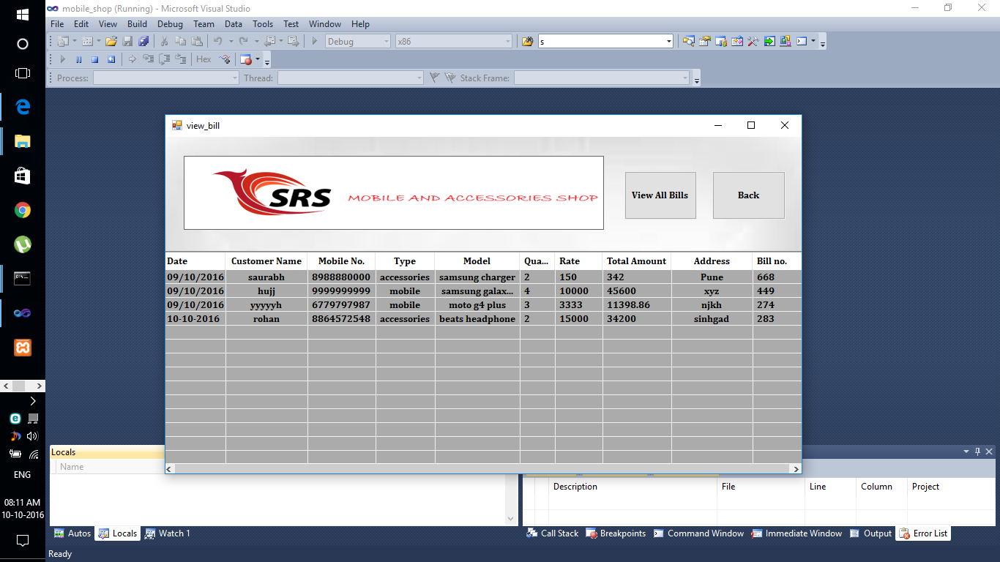 mobile_shop (Running) - Microsoft Visual Studio
File Edit View Build Debug Team Data Tools Test Window Help
Debug x86 s
Hex
Process: Thread: Stack Frame:
view_bill
SRS MOBILE AND ACCESSORIES SHOP
View All Bills Back
Date Customer Name Mobile No. Type Model Qua... Rate Total Amount Address Bill no.
09/10/2016 saurabh 8988880000 accessories samsung charger 2 150 342 Pune 668
09/10/2016 hujj 9999999999 mobile samsung galax... 4 10000 45600 xyz 449
09/10/2016 yyyyyh 6779797987 mobile moto g4 plus 3 3333 11398.86 njkh 274
10-10-2016 rohan 8864572548 accessories beats headphone 2 15000 34200 sinhgad 283
Locals
Name
Description File Line Column Project
Autos Locals Watch 1
Call Stack Breakpoints Command Window Immediate Window Output Error List
Ready
ENG
08:11 AM
10-10-2016